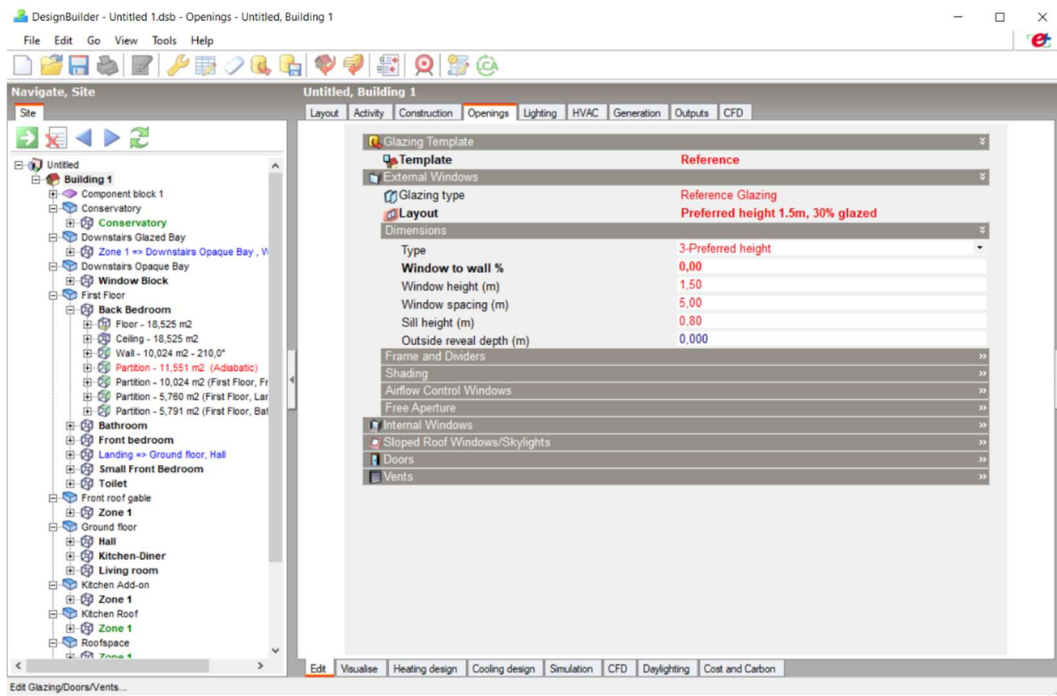 DesignBuilder - Untitled 1.dsb - Openings - Untitled, Building 1
File Edit Go View Tools Help
Navigate, Site
Site
Untitled
Building 1
Component block 1
Conservatory
Conservatory
Downstairs Glazed Bay
Zone 1 => Downstairs Opaque Bay , W
Downstairs Opaque Bay
Window Block
First Floor
Back Bedroom
Floor - 18,525 m2
Ceiling - 18,525 m2
Wall - 10,024 m2 - 210,0°
Partition - 11,551 m2 (Adiabatic)
Partition - 10,024 m2 (First Floor, Fr
Partition - 5,760 m2 (First Floor, Lar
Partition - 5,791 m2 (First Floor, Bat
Bathroom
Front bedroom
Landing => Ground floor, Hall
Small Front Bedroom
Toilet
Front roof gable
Zone 1
Ground floor
Hall
Kitchen-Diner
Living room
Kitchen Add-on
Zone 1
Kitchen Roof
Zone 1
Roofspace
Zone 1
Untitled, Building 1
Layout Activity Construction Openings Lighting HVAC Generation Outputs CFD
Glazing Template
Template Reference
External Windows
Glazing type Reference Glazing
Layout Preferred height 1.5m, 30% glazed
Dimensions
Type 3-Preferred height
Window to wall % 0,00
Window height (m) 1,50
Window spacing (m) 5,00
Sill height (m) 0,80
Outside reveal depth (m) 0,000
Frame and Dividers
Shading
Airflow Control Windows
Free Aperture
Internal Windows
Sloped Roof Windows/Skylights
Doors
Vents
Edit Visualise Heating design Cooling design Simulation CFD Daylighting Cost and Carbon
Edit Glazing/Doors/Vents...